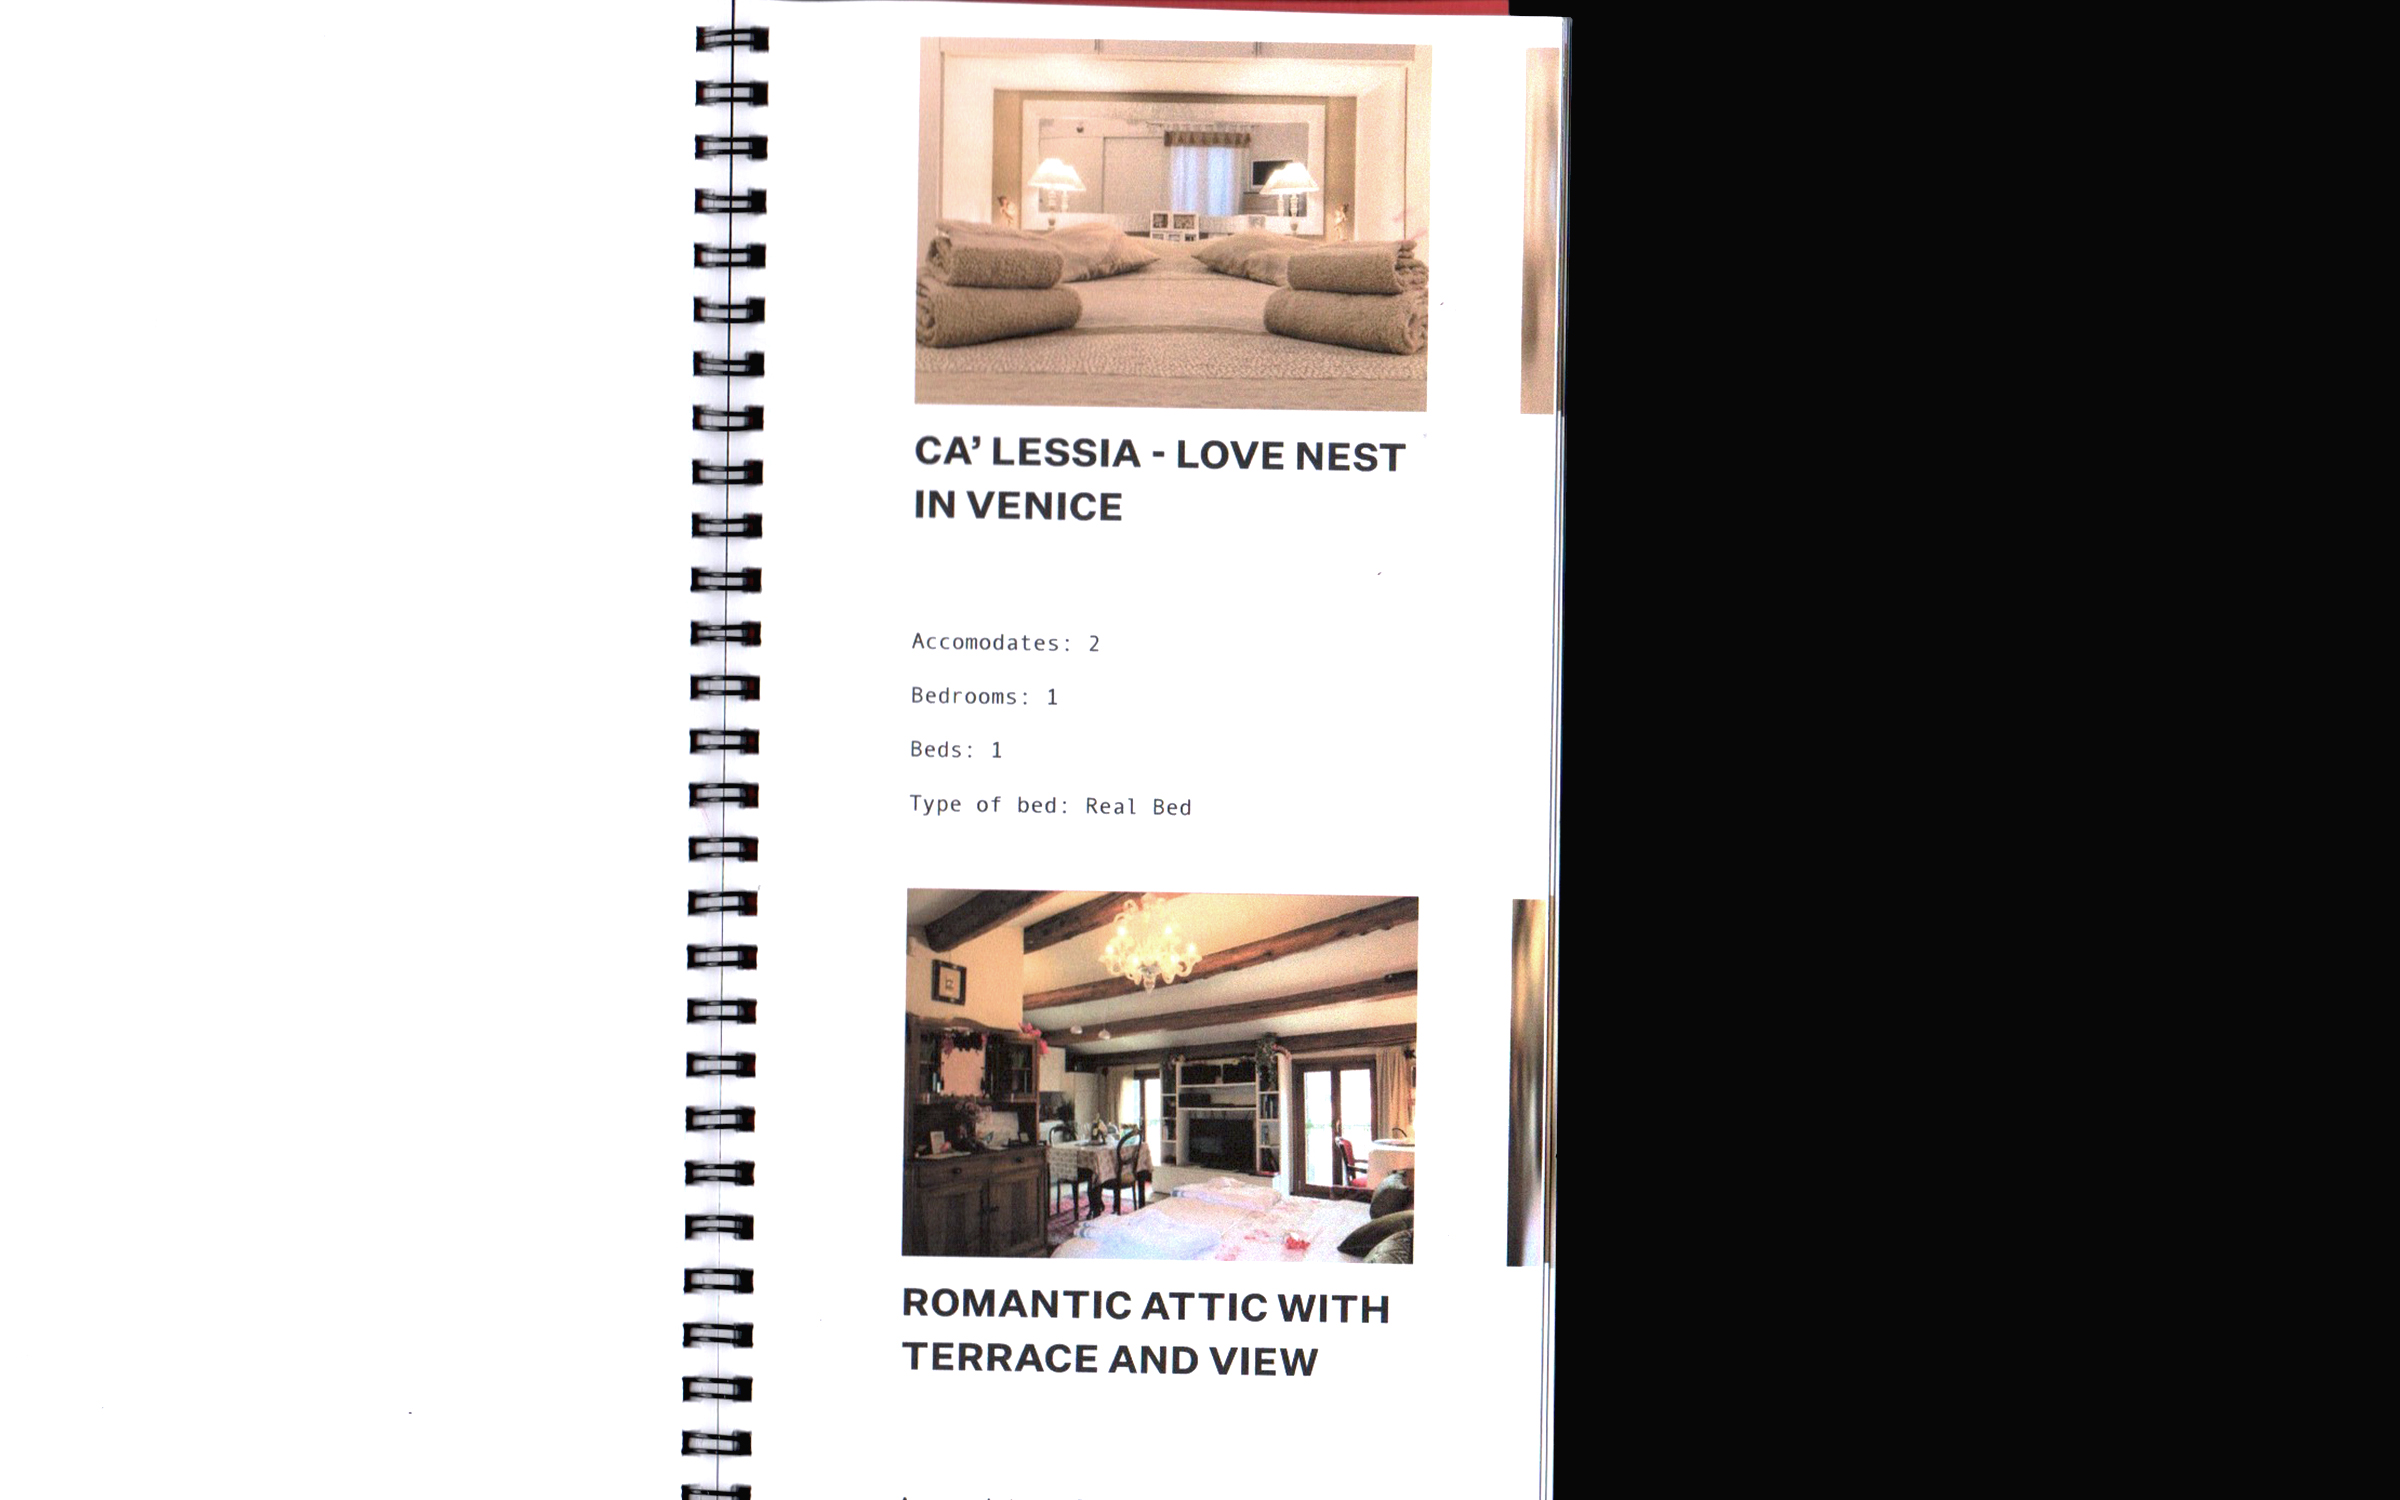 CA’ LESSIA - LOVE NEST
IN VENICE
Accomodates: 2
Bedrooms: 1
Beds: 1
Type of bed: Real Bed
ROMANTIC ATTIC WITH
TERRACE AND VIEW